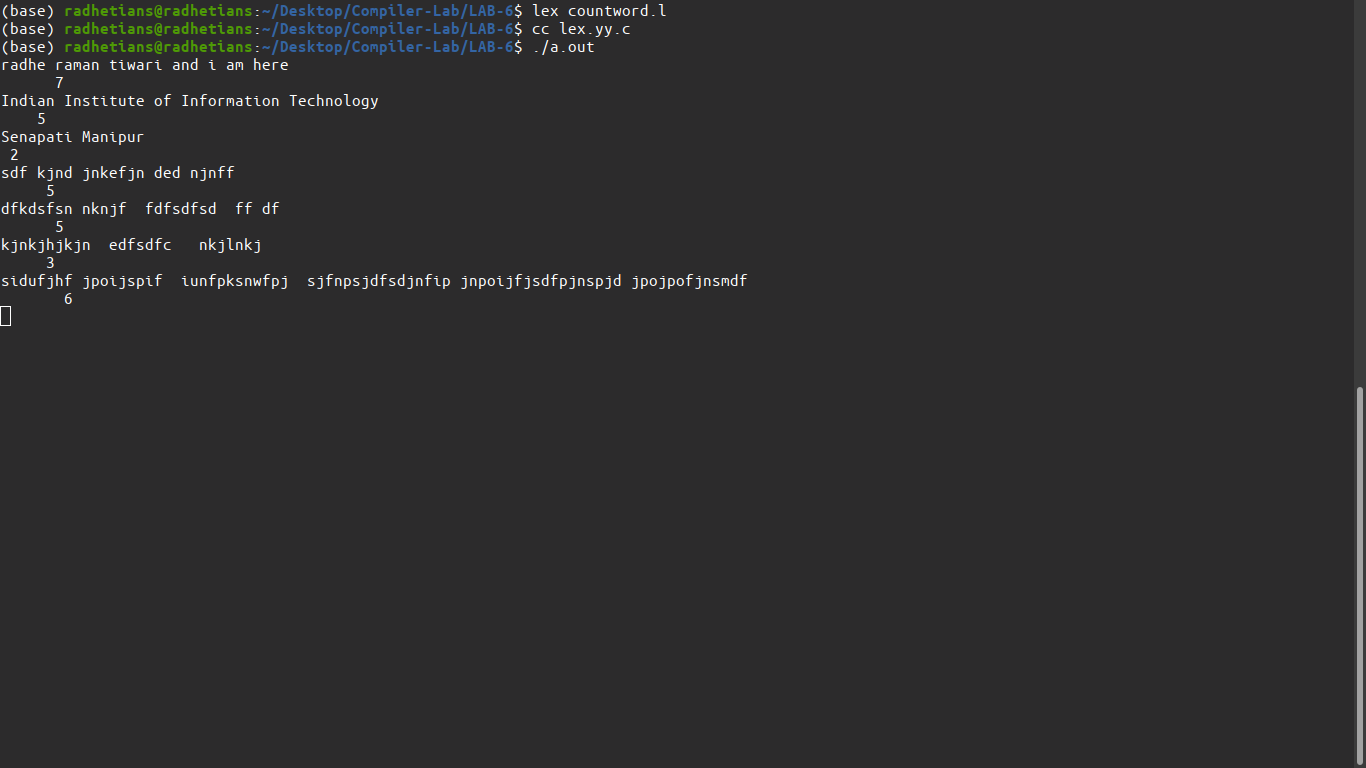 (base) radhetians@radhetians:~/Desktop/Compiler-Lab/LAB-6$ lex countword.l
(base) radhetians@radhetians:~/Desktop/Compiler-Lab/LAB-6$ cc lex.yy.c
(base) radhetians@radhetians:~/Desktop/Compiler-Lab/LAB-6$ ./a.out
radhe raman tiwari and i am here
      7
Indian Institute of Information Technology
    5
Senapati Manipur
 2
sdf kjnd jnkefjn ded njnff
     5
dfkdsfsn nknjf  fdfsdfsd  ff df
      5
kjnkjhjkjn  edfsdfc   nkjlnkj
     3
sidufjhf jpoijspif  iunfpksnwfpj  sjfnpsjdfsdjnfip jnpoijfjsdfpjnspjd jpojpofjnsmdf
       6